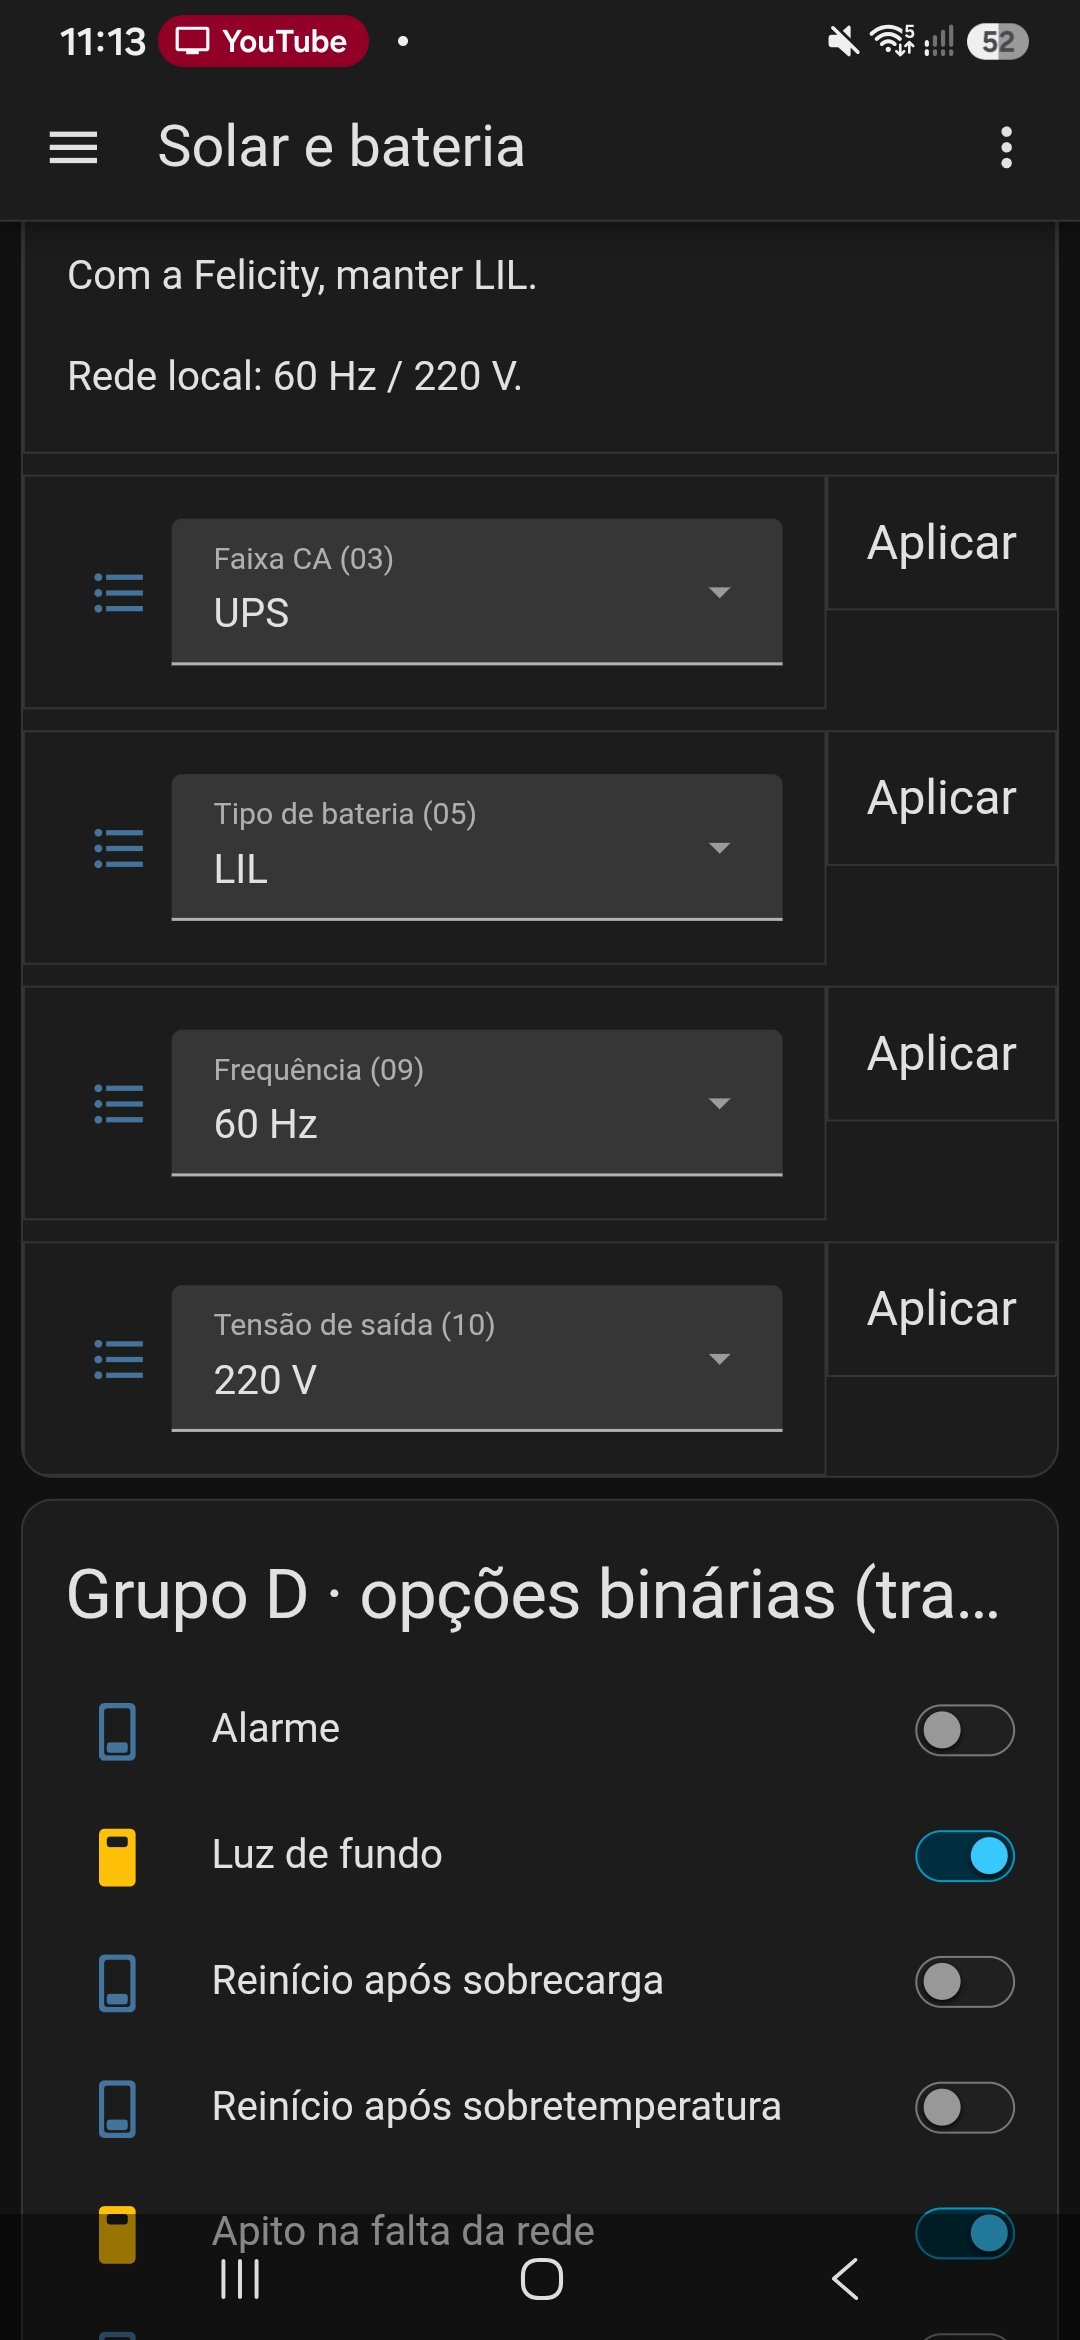 11:13 YouTube 52
Solar e bateria
Com a Felicity, manter LIL.
Rede local: 60 Hz / 220 V.
Faixa CA (03)
UPS
Aplicar
Tipo de bateria (05)
LIL
Aplicar
Frequência (09)
60 Hz
Aplicar
Tensão de saída (10)
220 V
Aplicar
Grupo D · opções binárias (tra...
Alarme
Luz de fundo
Reinício após sobrecarga
Reinício após sobretemperatura
Apito na falta da rede